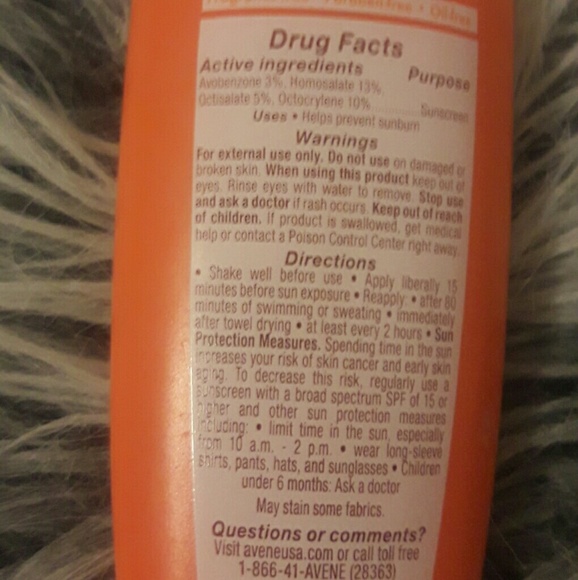 Fragrance free • Paraben free • Oil free
Drug Facts
Active ingredients Purpose
Avobenzone 3%, Homosalate 13%,
Octisalate 5%, Octocrylene 10% Sunscreen
Uses • Helps prevent sunburn
Warnings
For external use only. Do not use on damaged or
broken skin. When using this product keep out of
eyes. Rinse eyes with water to remove. Stop use
and ask a doctor if rash occurs. Keep out of reach
of children. If product is swallowed, get medical
help or contact a Poison Control Center right away.
Directions
• Shake well before use • Apply liberally 15
minutes before sun exposure • Reapply: • after 80
minutes of swimming or sweating • immediately
after towel drying • at least every 2 hours • Sun
Protection Measures. Spending time in the sun
increases your risk of skin cancer and early skin
aging. To decrease this risk, regularly use a
sunscreen with a broad spectrum SPF of 15 or
higher and other sun protection measures
including: • limit time in the sun, especially
from 10 a.m. - 2 p.m. • wear long-sleeve
shirts, pants, hats, and sunglasses • Children
under 6 months: Ask a doctor
May stain some fabrics.
Questions or comments?
Visit aveneusa.com or call toll free
1-866-41-AVENE (28363)